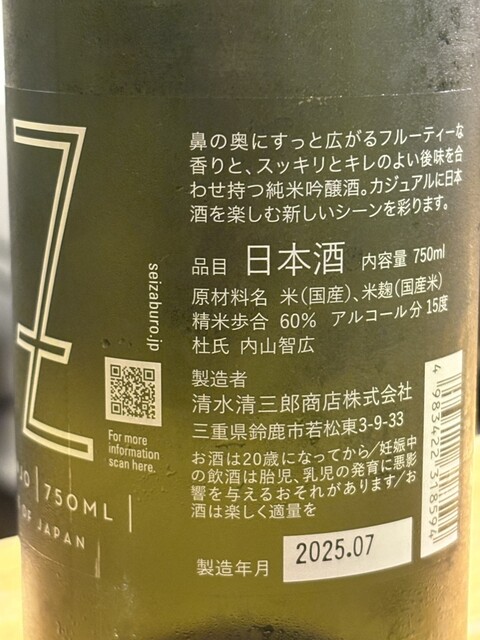 鼻の奥にすっと広がるフルーティーな
香りと、スッキリとキレのよい後味を合
わせ持つ純米吟醸酒。カジュアルに日本
酒を楽しむ新しいシーンを彩ります。
品目 日本酒 内容量 750ml
原材料名 米(国産)、米麹(国産米)
精米歩合 60% アルコール分 15度
杜氏 内山智広
製造者
清水清三郎商店株式会社
三重県鈴鹿市若松東3-9-33
お酒は20歳になってから/妊娠中
の飲酒は胎児、乳児の発育に悪影
響を与えるおそれがあります/お
酒は楽しく適量を
製造年月 2025.07
seizaburo.jp
For more
information
scan here.
750ML
OF JAPAN
4983422318594